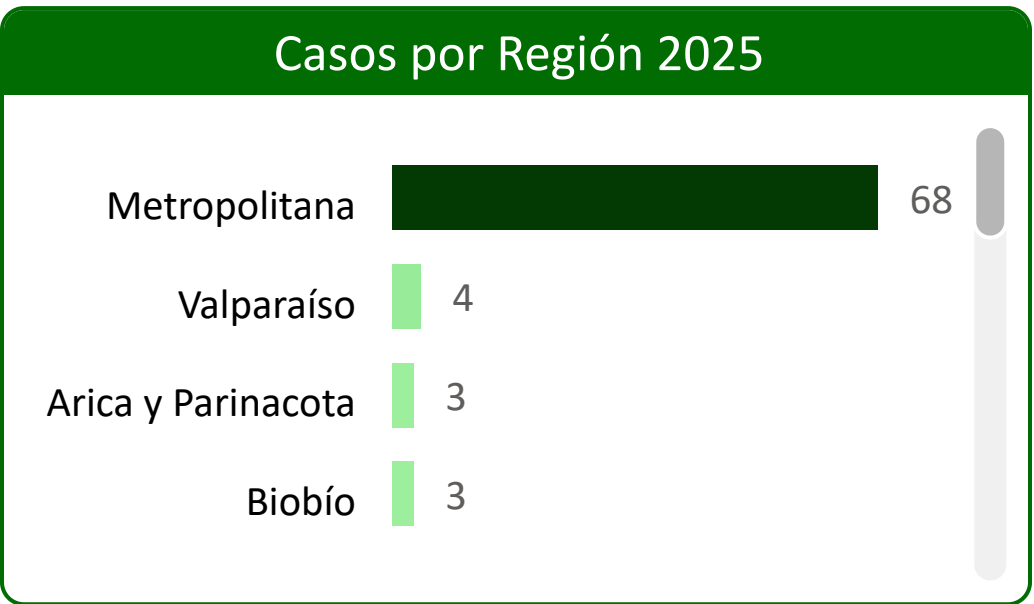 Casos por Región 2025
Metropolitana 68
Valparaíso 4
Arica y Parinacota 3
Biobío 3